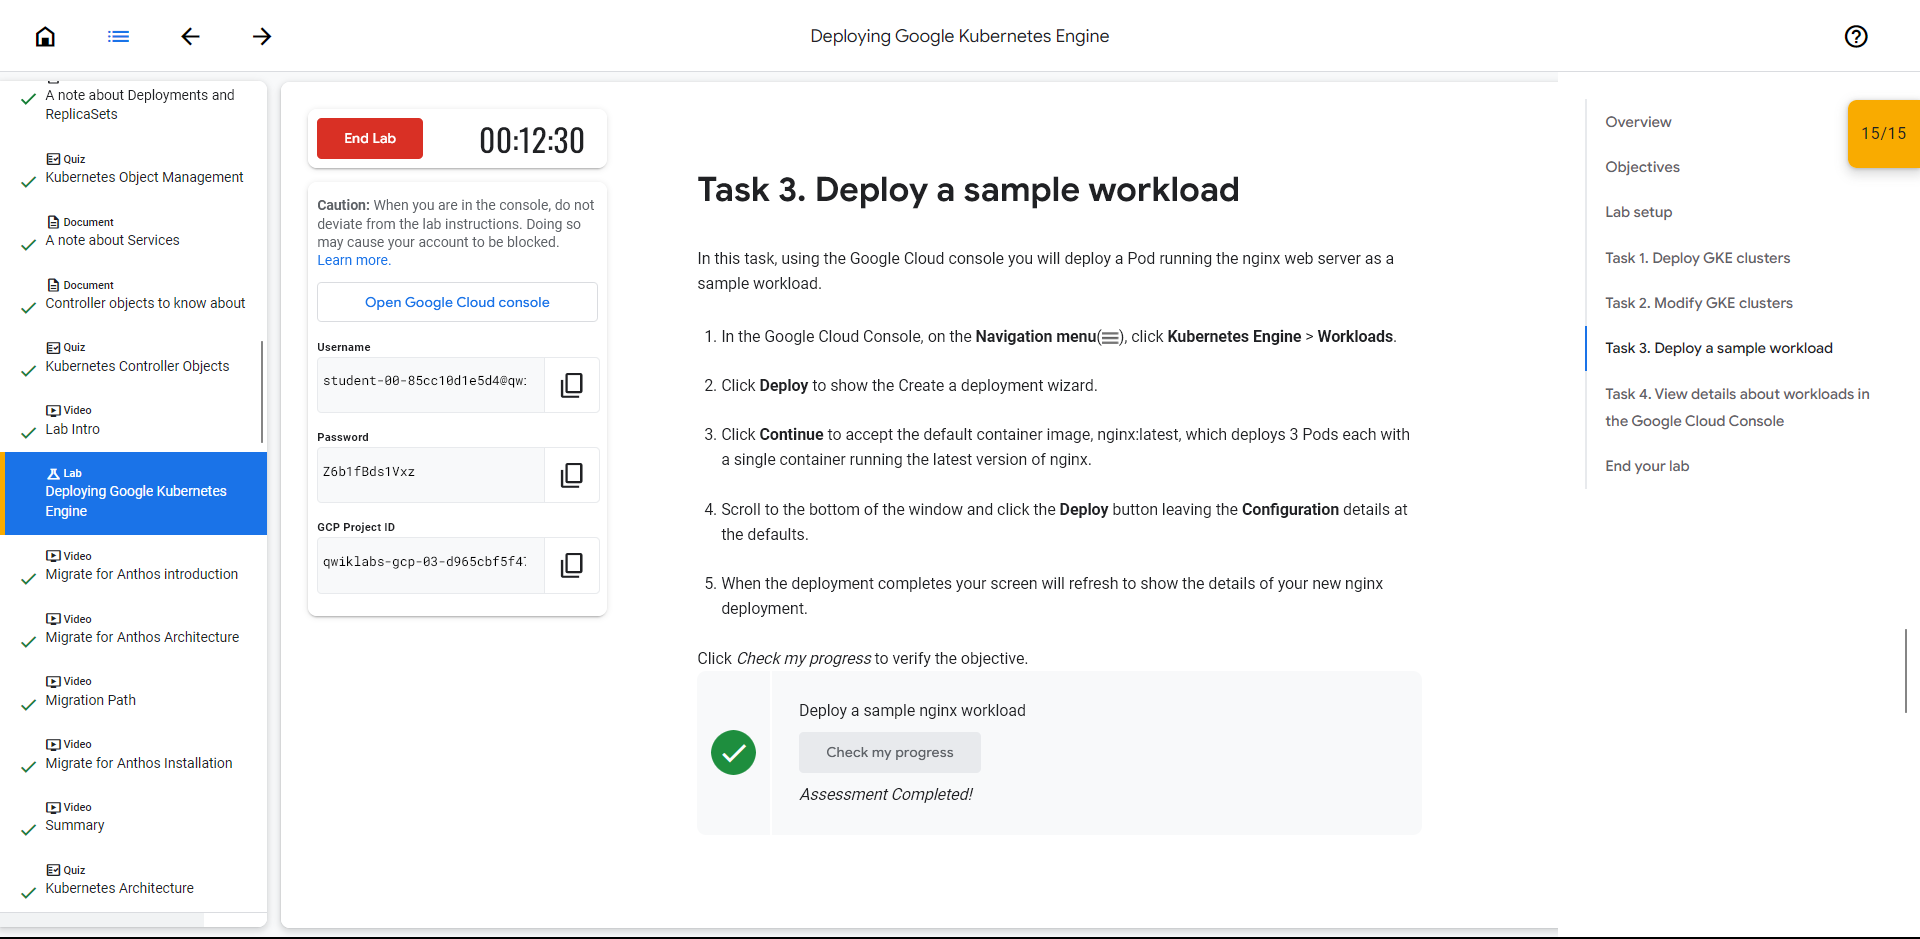 Deploying Google Kubernetes Engine
A note about Deployments and
ReplicaSets
Quiz
Kubernetes Object Management
Document
A note about Services
Document
Controller objects to know about
Quiz
Kubernetes Controller Objects
Video
Lab Intro
Lab
Deploying Google Kubernetes
Engine
Video
Migrate for Anthos introduction
Video
Migrate for Anthos Architecture
Video
Migration Path
Video
Migrate for Anthos Installation
Video
Summary
Quiz
Kubernetes Architecture
End Lab
00:12:30
Caution: When you are in the console, do not
deviate from the lab instructions. Doing so
may cause your account to be blocked.
Learn more.
Open Google Cloud console
Username
student-00-85cc10d1e5d4@qw
Password
Z6b1fBds1Vxz
GCP Project ID
qwiklabs-gcp-03-d965cbf5f4
Task 3. Deploy a sample workload
In this task, using the Google Cloud console you will deploy a Pod running the nginx web server as a
sample workload.
1. In the Google Cloud Console, on the Navigation menu(), click Kubernetes Engine > Workloads.
2. Click Deploy to show the Create a deployment wizard.
3. Click Continue to accept the default container image, nginx:latest, which deploys 3 Pods each with
a single container running the latest version of nginx.
4. Scroll to the bottom of the window and click the Deploy button leaving the Configuration details at
the defaults.
5. When the deployment completes your screen will refresh to show the details of your new nginx
deployment.
Click Check my progress to verify the objective.
Deploy a sample nginx workload
Check my progress
Assessment Completed!
Overview
Objectives
Lab setup
Task 1. Deploy GKE clusters
Task 2. Modify GKE clusters
Task 3. Deploy a sample workload
Task 4. View details about workloads in
the Google Cloud Console
End your lab
15/15